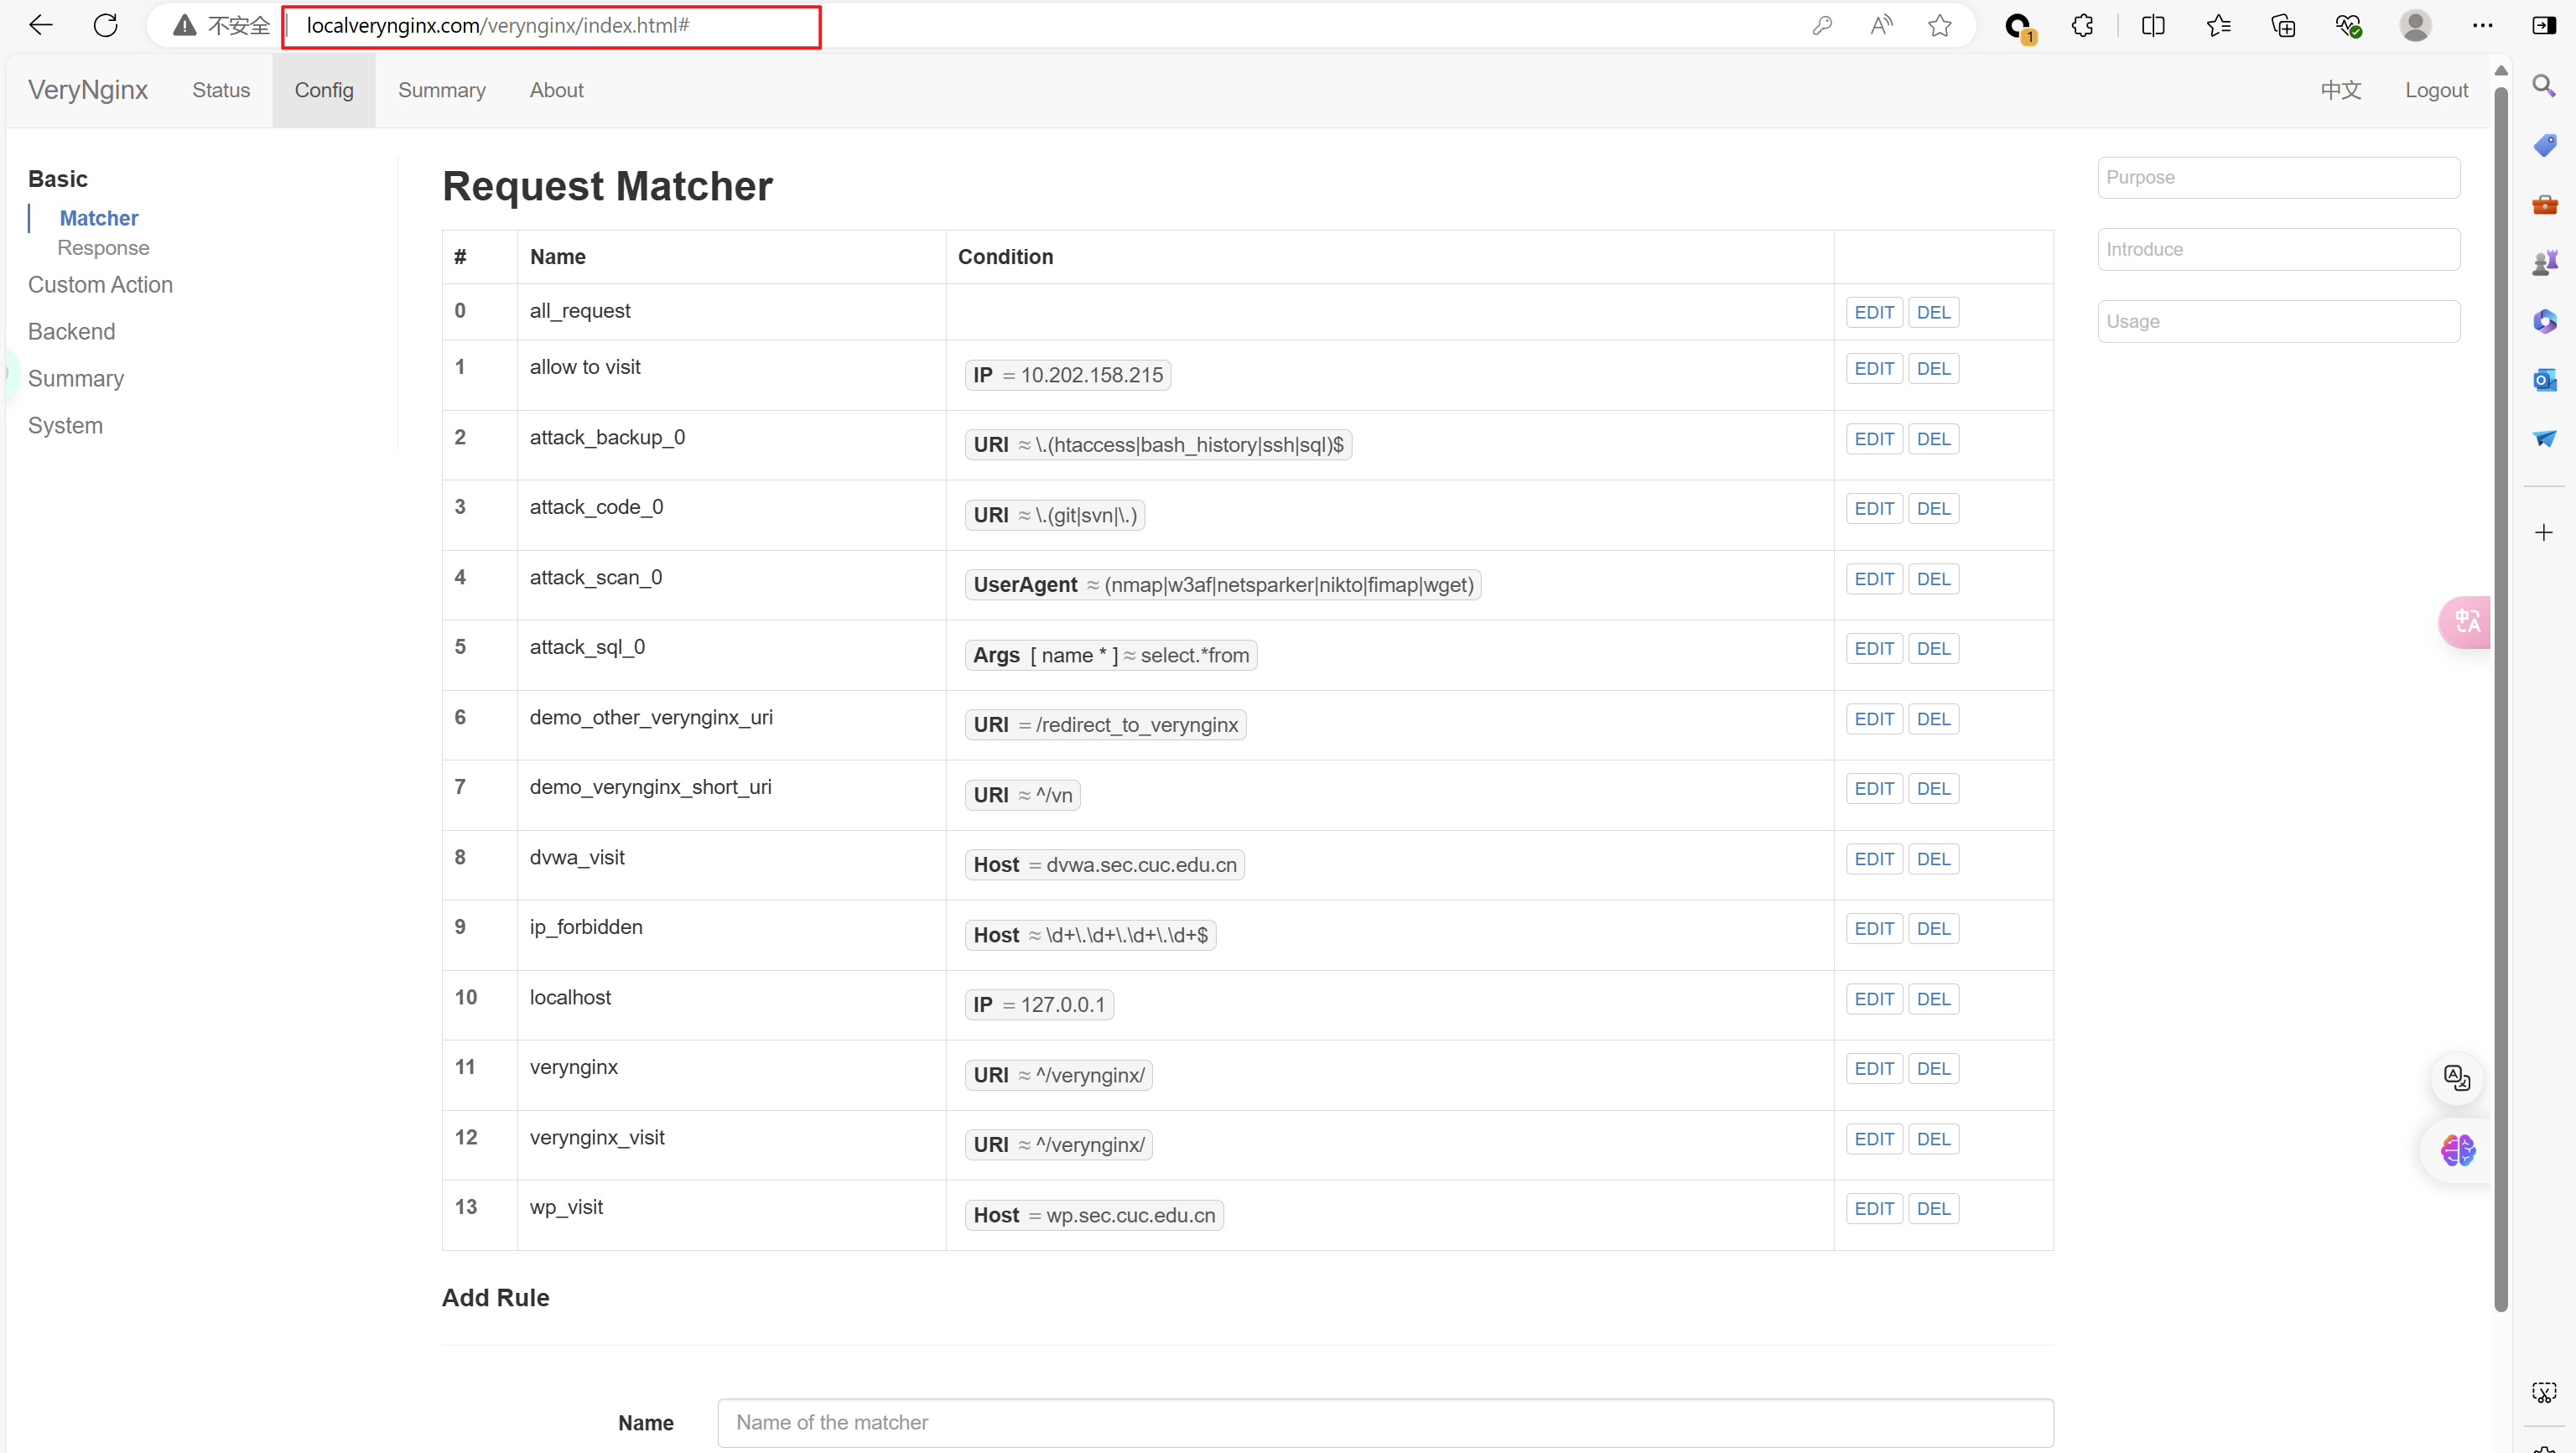 不安全 localverynginx.com/verynginx/index.html#
1
VeryNginx Status Config Summary About 中文 Logout
Basic
Matcher
Response
Custom Action
Backend
Summary
System
Request Matcher
# Name Condition
0 all_request EDIT DEL
1 allow to visit IP = 10.202.158.215 EDIT DEL
2 attack_backup_0 URI ≈ \.(htaccess|bash_history|ssh|sql)$ EDIT DEL
3 attack_code_0 URI ≈ \.(git|svn|\.) EDIT DEL
4 attack_scan_0 UserAgent ≈ (nmap|w3af|netsparker|nikto|fimap|wget) EDIT DEL
5 attack_sql_0 Args [ name * ] ≈ select.*from EDIT DEL
6 demo_other_verynginx_uri URI = /redirect_to_verynginx EDIT DEL
7 demo_verynginx_short_uri URI ≈ ^/vn EDIT DEL
8 dvwa_visit Host = dvwa.sec.cuc.edu.cn EDIT DEL
9 ip_forbidden Host ≈ \d+\.\d+\.\d+\.\d+$ EDIT DEL
10 localhost IP = 127.0.0.1 EDIT DEL
11 verynginx URI ≈ ^/verynginx/ EDIT DEL
12 verynginx_visit URI ≈ ^/verynginx/ EDIT DEL
13 wp_visit Host = wp.sec.cuc.edu.cn EDIT DEL
Add Rule
Name Name of the matcher
Purpose
Introduce
Usage